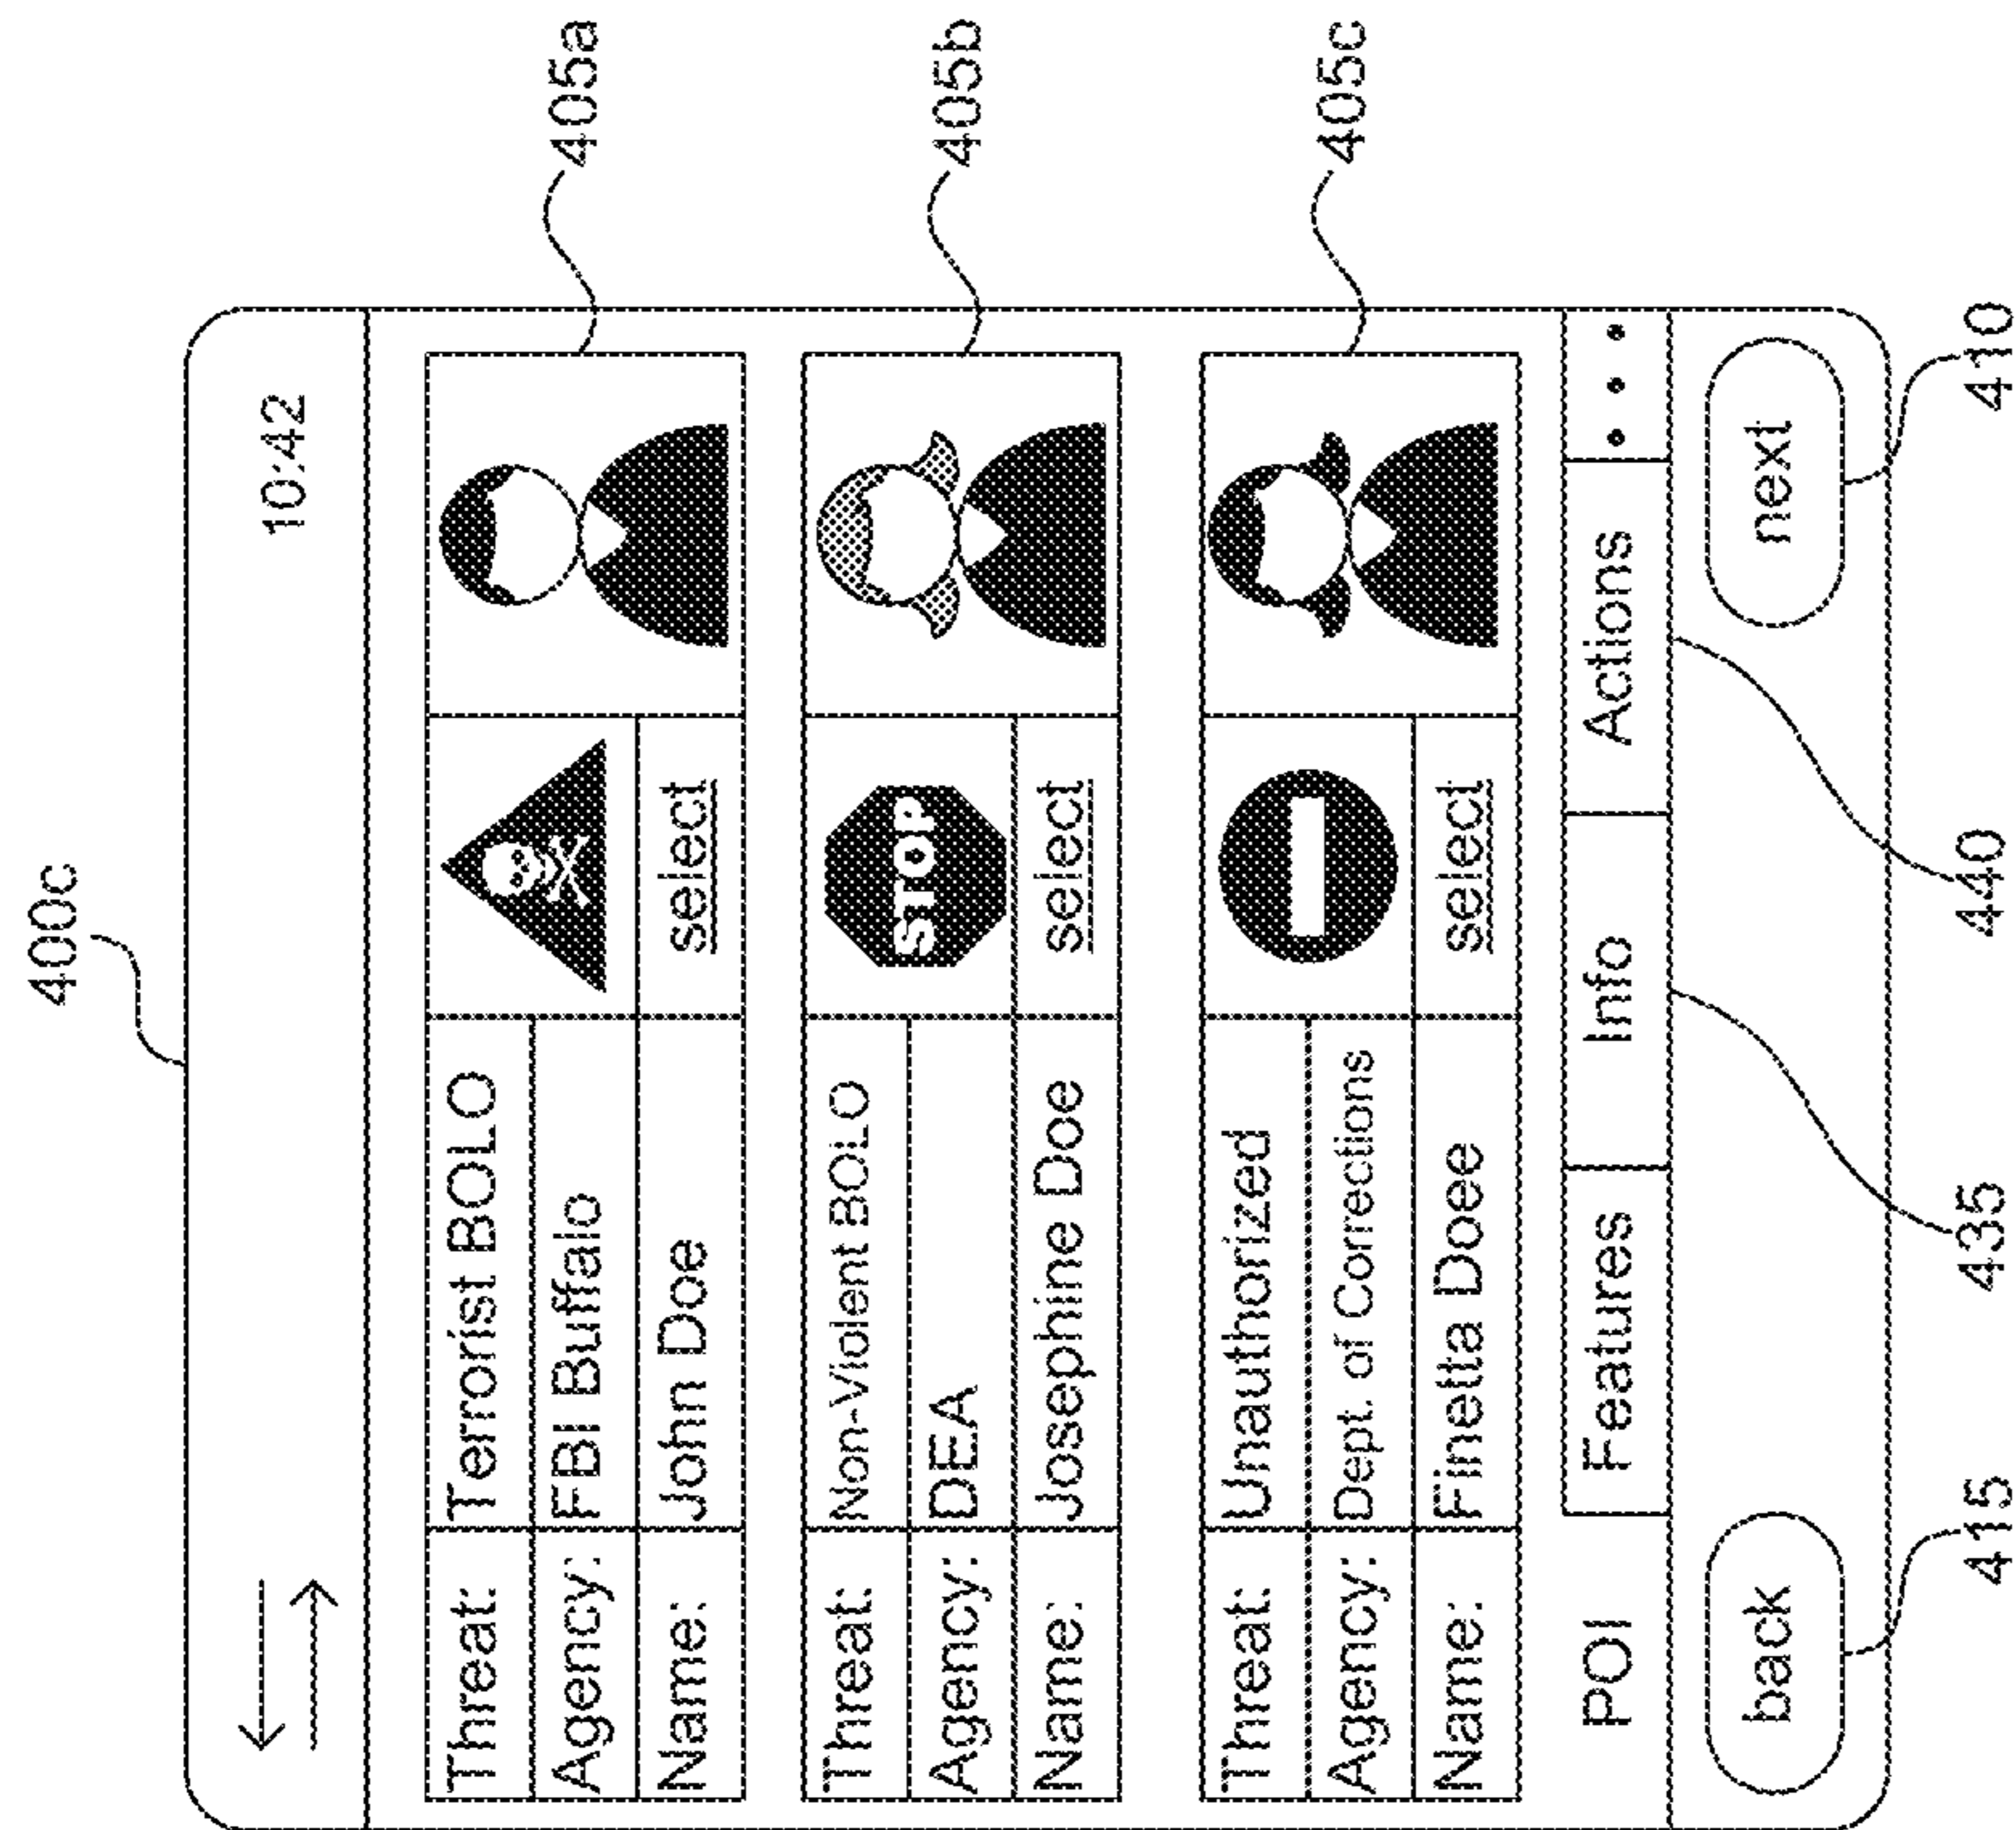 400c
10:42
Threat: Terrorist BOLO
Agency: FBI Buffalo
Name: John Doe select
405a
Threat: Non-Violent BOLO
STOP
Agency: DEA
Name: Josephine Doe select
405b
Threat: Unauthorized
Agency: Dept. of Corrections
Name: Finetta Doee select
405c
POI Features Info Actions • • •
back next
415 435 440 410